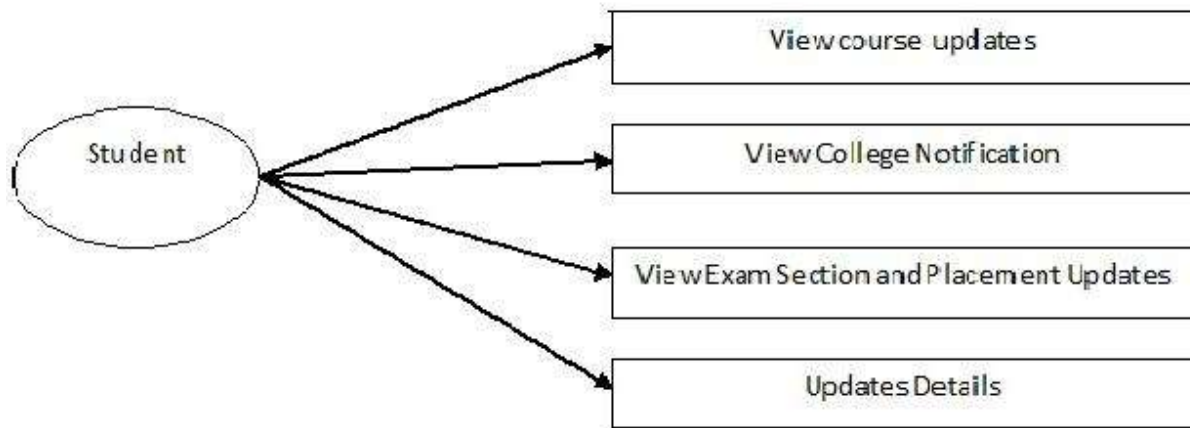 View course updates
Student
View College Notification
View Exam Section and Placement Updates
Updates Details